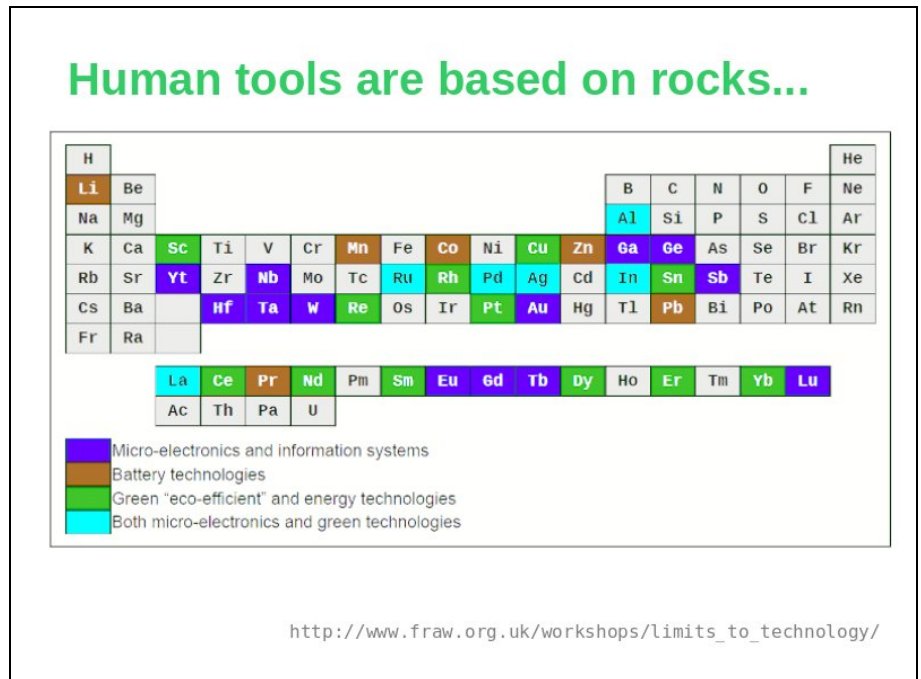 Human tools are based on rocks...
H He
Li Be B C N O F Ne
Na Mg Al Si P S Cl Ar
K Ca Sc Ti V Cr Mn Fe Co Ni Cu Zn Ga Ge As Se Br Kr
Rb Sr Yt Zr Nb Mo Tc Ru Rh Pd Ag Cd In Sn Sb Te I Xe
Cs Ba Hf Ta W Re Os Ir Pt Au Hg Tl Pb Bi Po At Rn
Fr Ra
La Ce Pr Nd Pm Sm Eu Gd Tb Dy Ho Er Tm Yb Lu
Ac Th Pa U
Micro-electronics and information systems
Battery technologies
Green "eco-efficient" and energy technologies
Both micro-electronics and green technologies
http://www.fraw.org.uk/workshops/limits_to_technology/